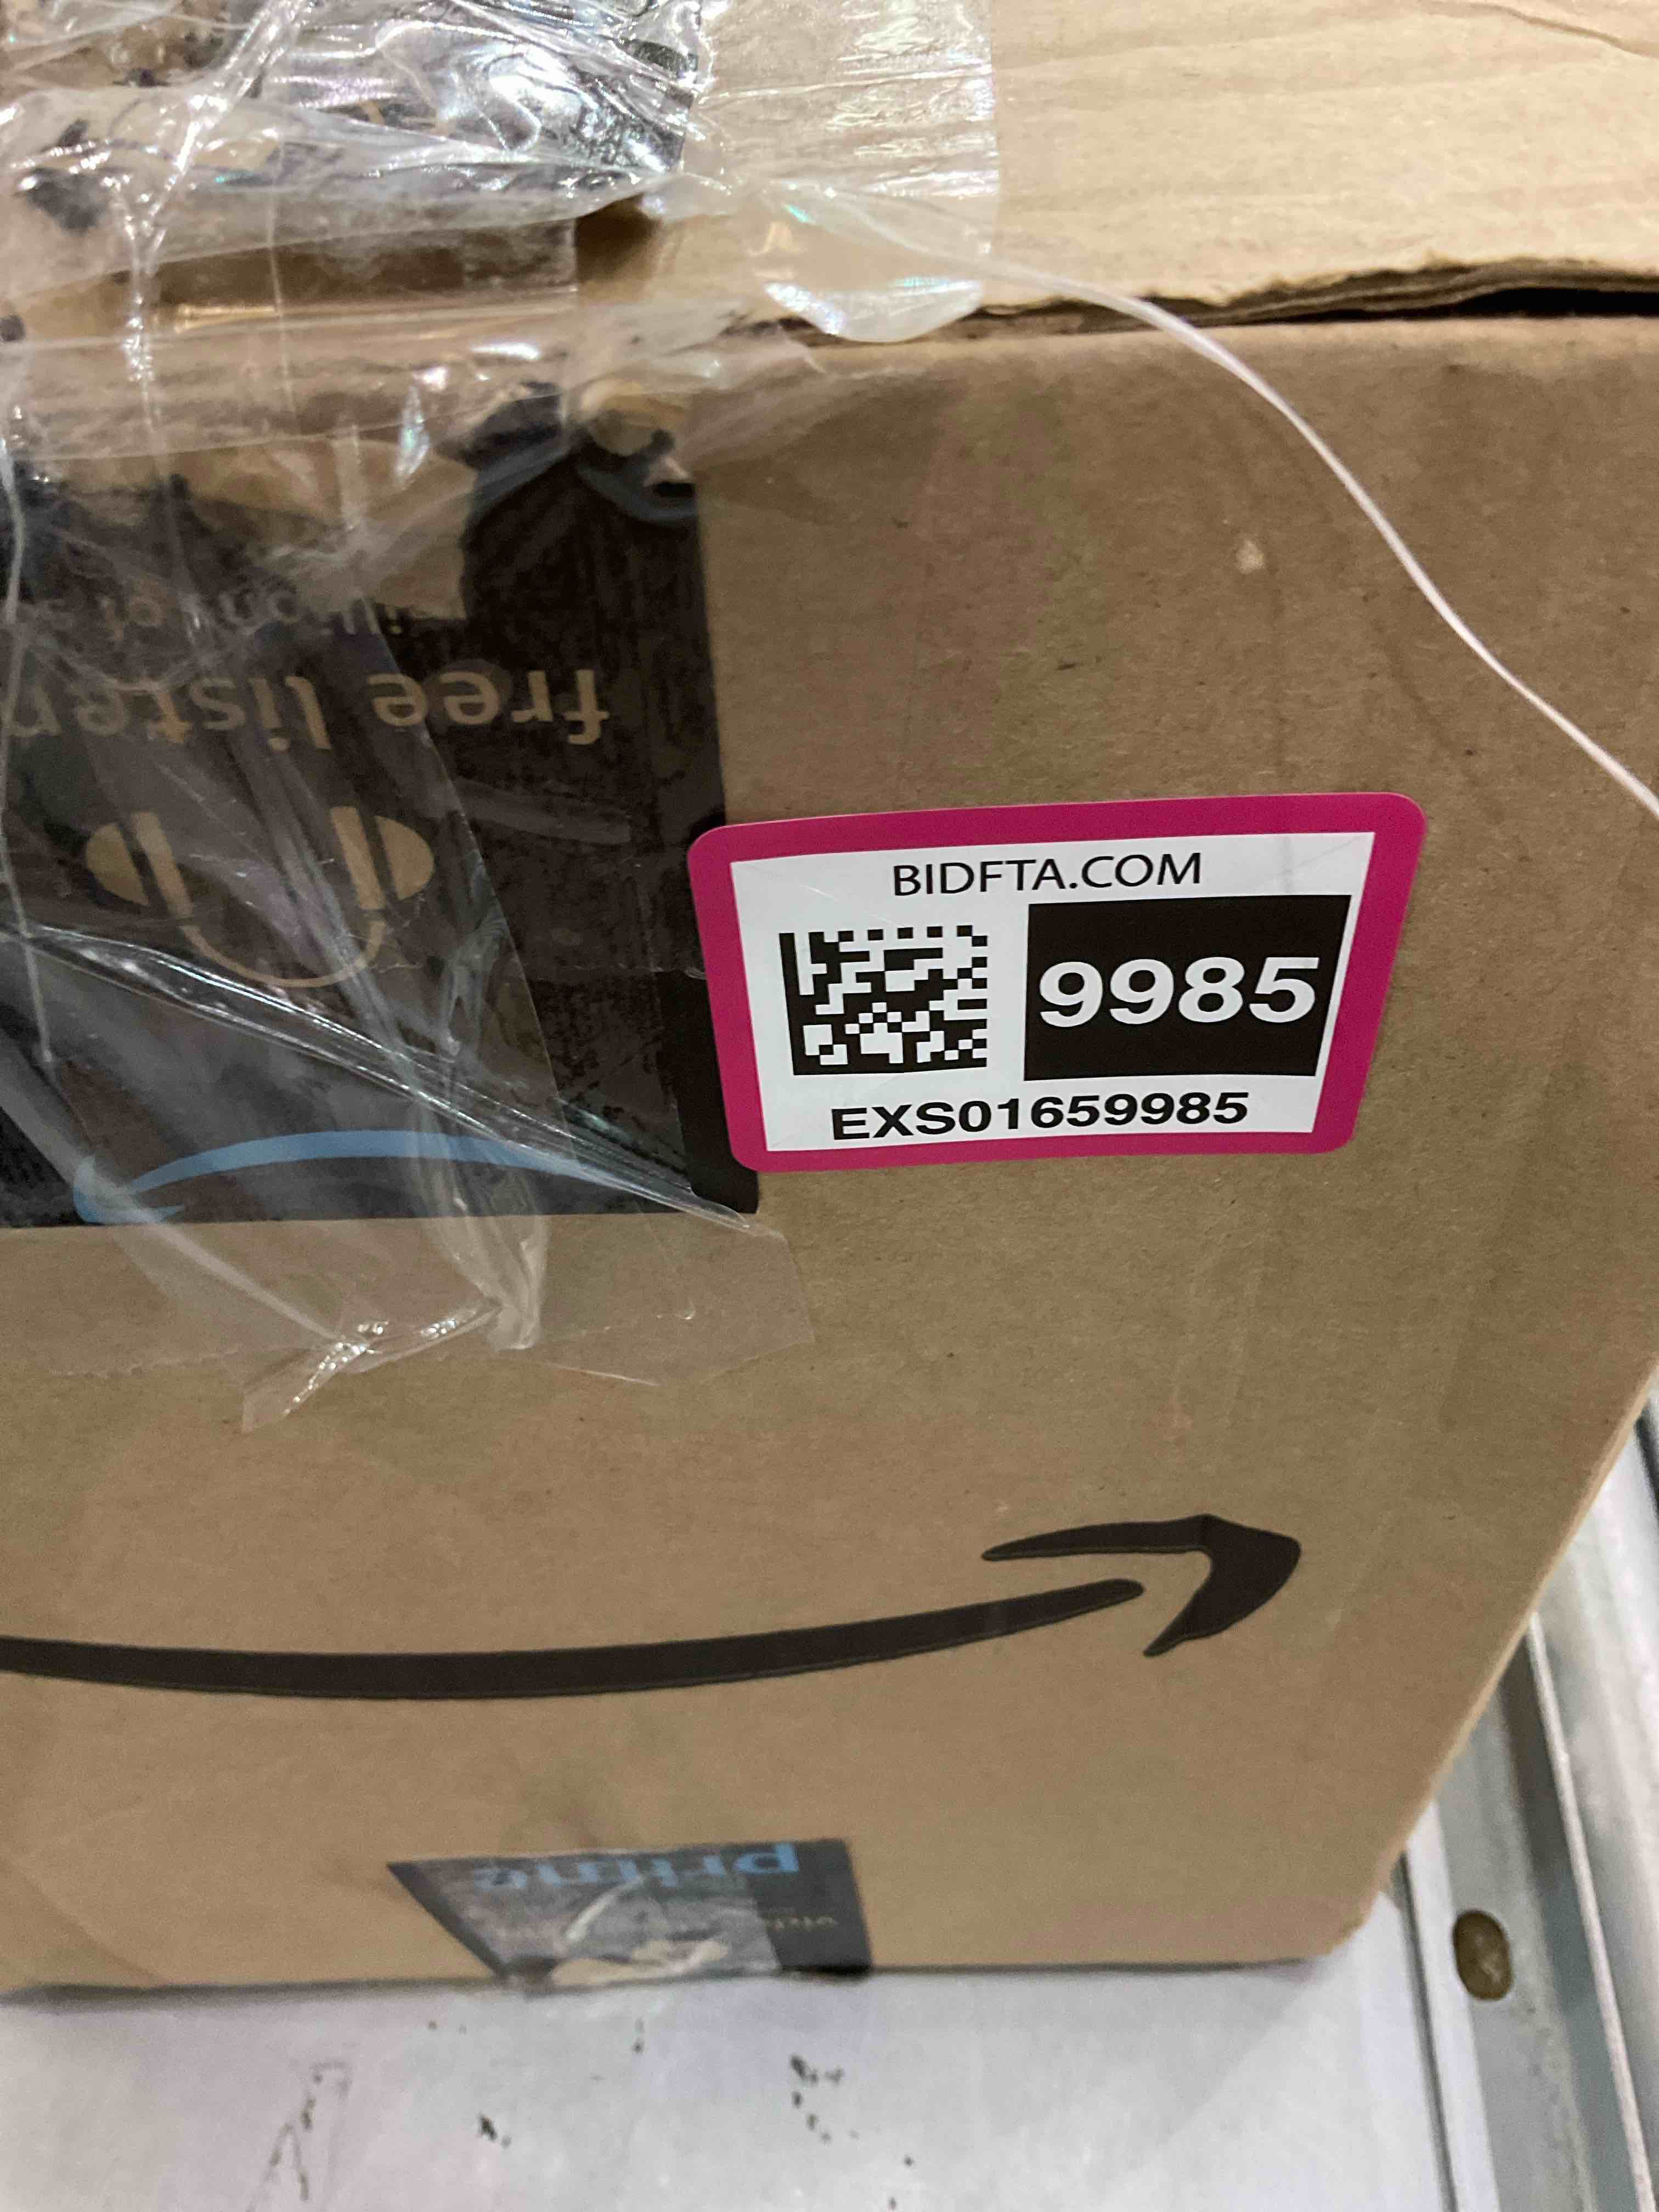 free listen
BIDFTA.COM
9985
EXS01659985
prime